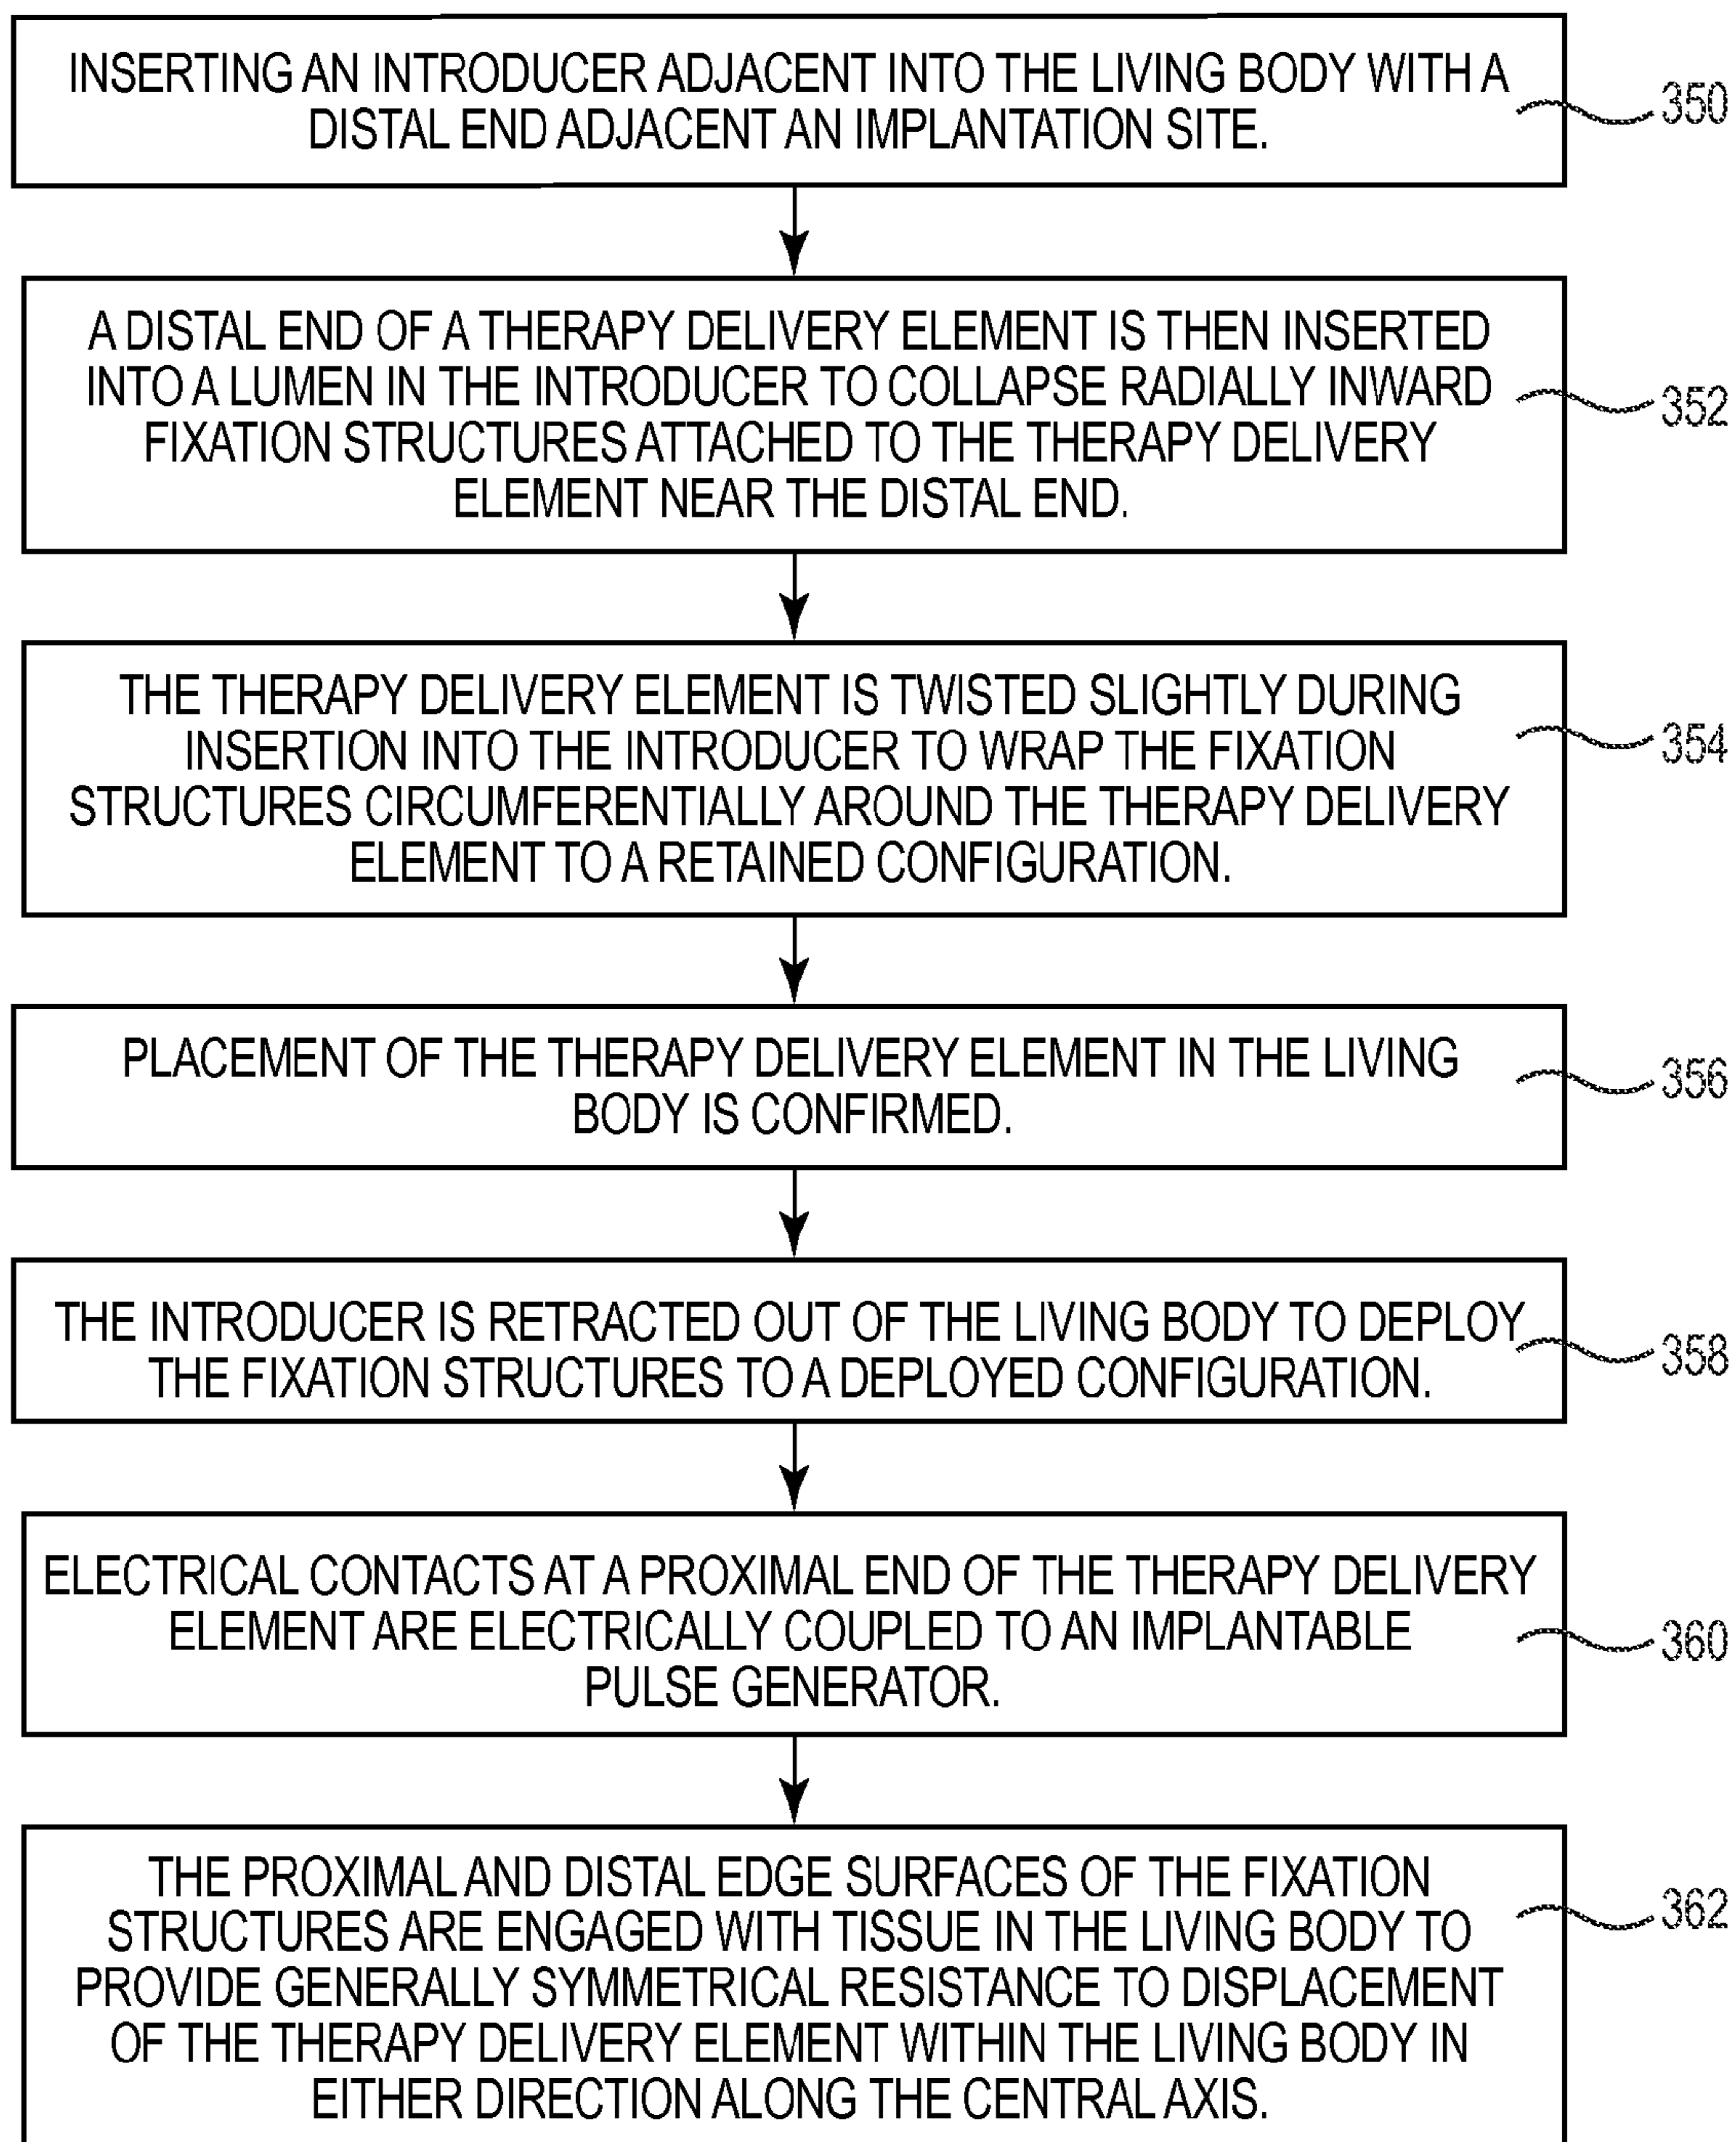 INSERTING AN INTRODUCER ADJACENT INTO THE LIVING BODY WITH A
DISTAL END ADJACENT AN IMPLANTATION SITE.
350
A DISTAL END OF A THERAPY DELIVERY ELEMENT IS THEN INSERTED
INTO A LUMEN IN THE INTRODUCER TO COLLAPSE RADIALLY INWARD
FIXATION STRUCTURES ATTACHED TO THE THERAPY DELIVERY
ELEMENT NEAR THE DISTAL END.
352
THE THERAPY DELIVERY ELEMENT IS TWISTED SLIGHTLY DURING
INSERTION INTO THE INTRODUCER TO WRAP THE FIXATION
STRUCTURES CIRCUMFERENTIALLY AROUND THE THERAPY DELIVERY
ELEMENT TO A RETAINED CONFIGURATION.
354
PLACEMENT OF THE THERAPY DELIVERY ELEMENT IN THE LIVING
BODY IS CONFIRMED.
356
THE INTRODUCER IS RETRACTED OUT OF THE LIVING BODY TO DEPLOY
THE FIXATION STRUCTURES TO A DEPLOYED CONFIGURATION.
358
ELECTRICAL CONTACTS AT A PROXIMAL END OF THE THERAPY DELIVERY
ELEMENT ARE ELECTRICALLY COUPLED TO AN IMPLANTABLE
PULSE GENERATOR.
360
THE PROXIMAL AND DISTAL EDGE SURFACES OF THE FIXATION
STRUCTURES ARE ENGAGED WITH TISSUE IN THE LIVING BODY TO
PROVIDE GENERALLY SYMMETRICAL RESISTANCE TO DISPLACEMENT
OF THE THERAPY DELIVERY ELEMENT WITHIN THE LIVING BODY IN
EITHER DIRECTION ALONG THE CENTRAL AXIS.
362